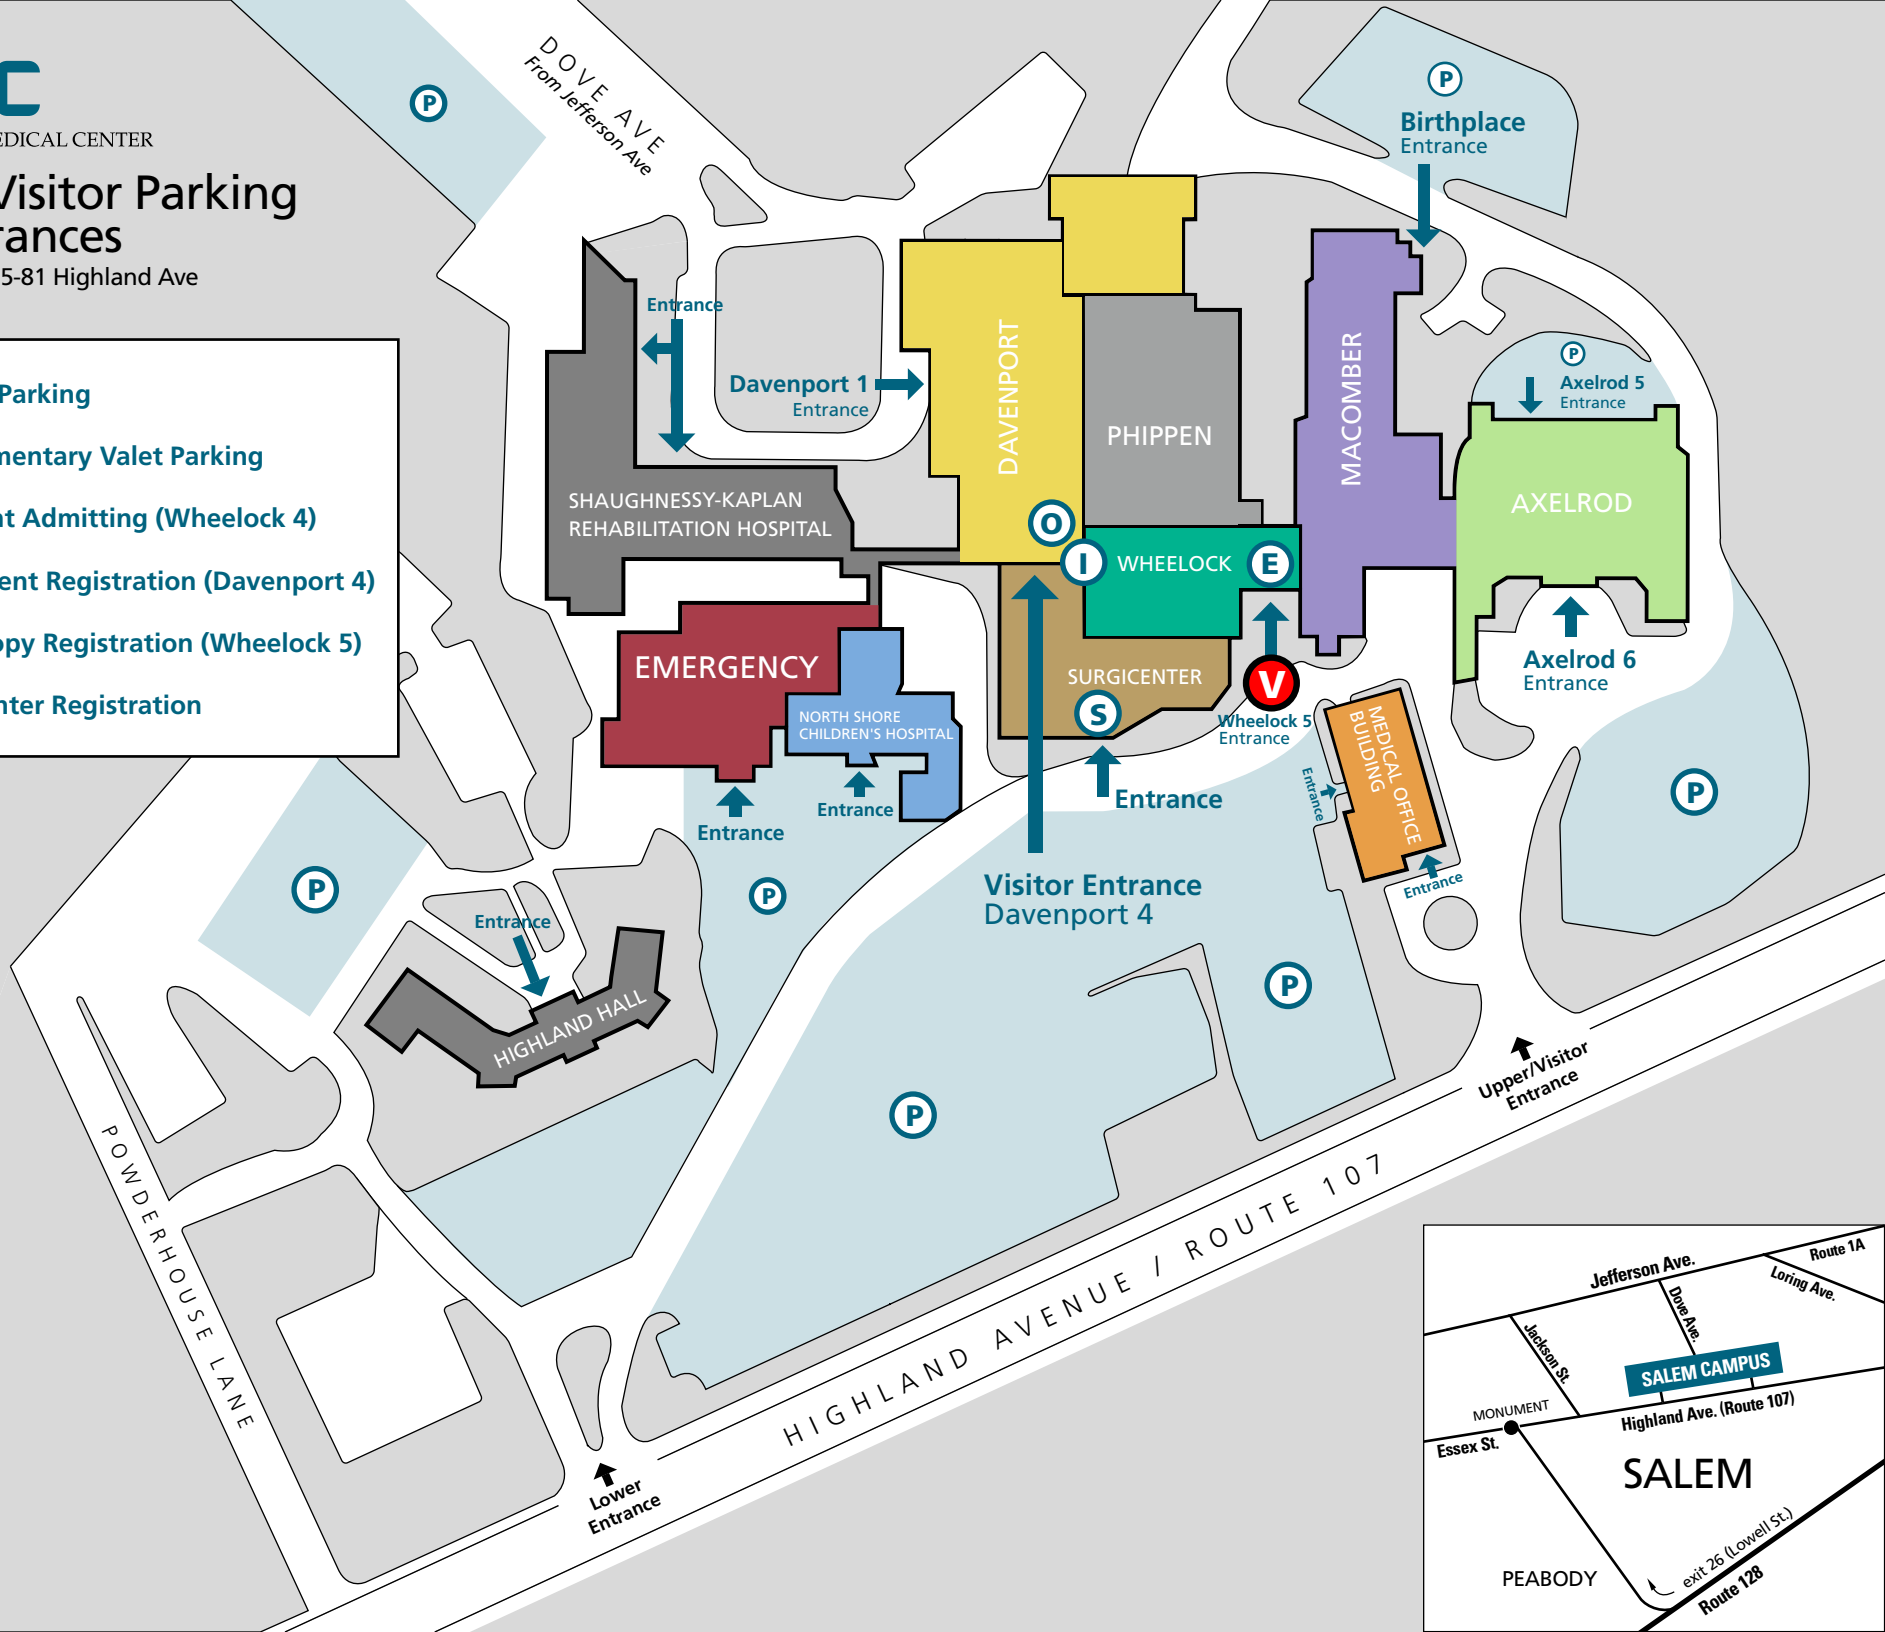 C
EDICAL CENTER
Visitor Parking
rances
5-81 Highland Ave
Parking
mentary Valet Parking
nt Admitting (Wheelock 4)
ent Registration (Davenport 4)
opy Registration (Wheelock 5)
nter Registration
P
DOVE AVE
From Jefferson Ave
P
Birthplace
Entrance
Entrance
Davenport 1
Entrance
DAVENPORT
PHIPPEN
MACOMBER
P
Axelrod 5
Entrance
AXELROD
SHAUGHNESSY-KAPLAN
REHABILITATION HOSPITAL
O
I
WHEELOCK
E
EMERGENCY
NORTH SHORE
CHILDREN'S HOSPITAL
SURGICENTER
S
V
Wheelock 5
Entrance
Axelrod 6
Entrance
MEDICAL OFFICE
BUILDING
Entrance
Entrance
Entrance
Entrance
Entrance
P
Visitor Entrance
Davenport 4
P
P
Entrance
HIGHLAND HALL
P
P
Upper/Visitor
Entrance
POWDERHOUSE LANE
HIGHLAND AVENUE / ROUTE 107
Lower
Entrance
Jefferson Ave.
Route 1A
Loring Ave.
Dove Ave.
Jackson St.
SALEM CAMPUS
MONUMENT
Highland Ave. (Route 107)
Essex St.
SALEM
exit 26 (Lowell St.)
PEABODY
Route 128